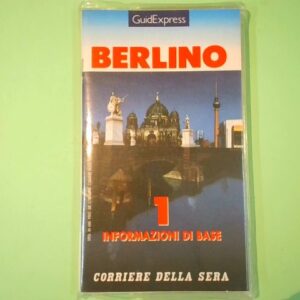 GuidExpress
BERLINO
1
INFORMAZIONI DI BASE
CORRIERE DELLA SERA